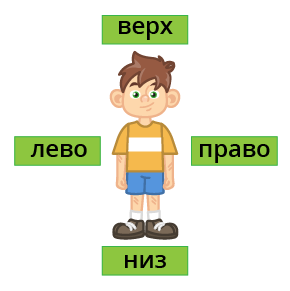 верх
лево
право
низ